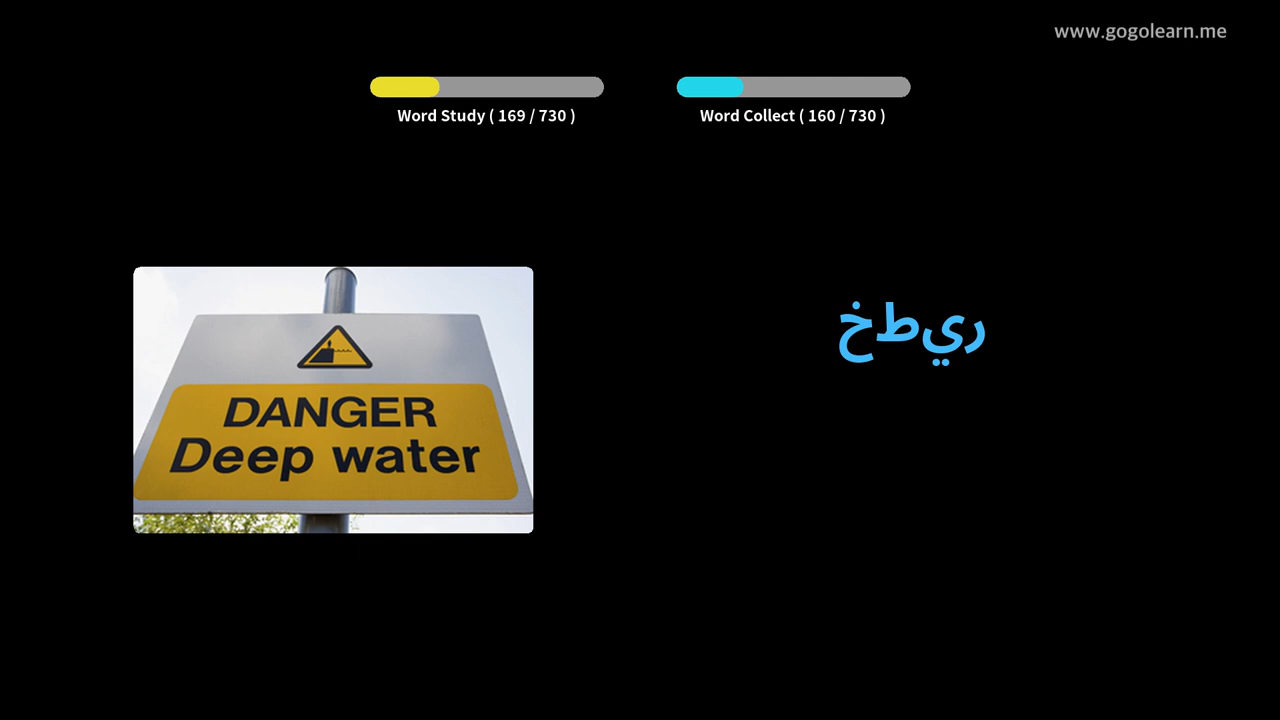 www.gogolearn.me
Word Study ( 169 / 730 )
Word Collect ( 160 / 730 )
DANGER
Deep water
ريطخ